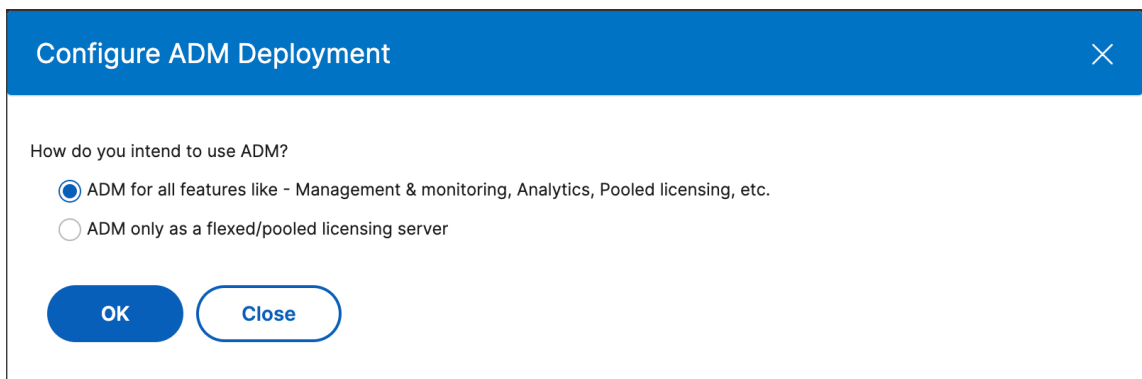 Configure ADM Deployment
How do you intend to use ADM?
ADM for all features like - Management & monitoring, Analytics, Pooled licensing, etc.
ADM only as a flexed/pooled licensing server
OK
Close